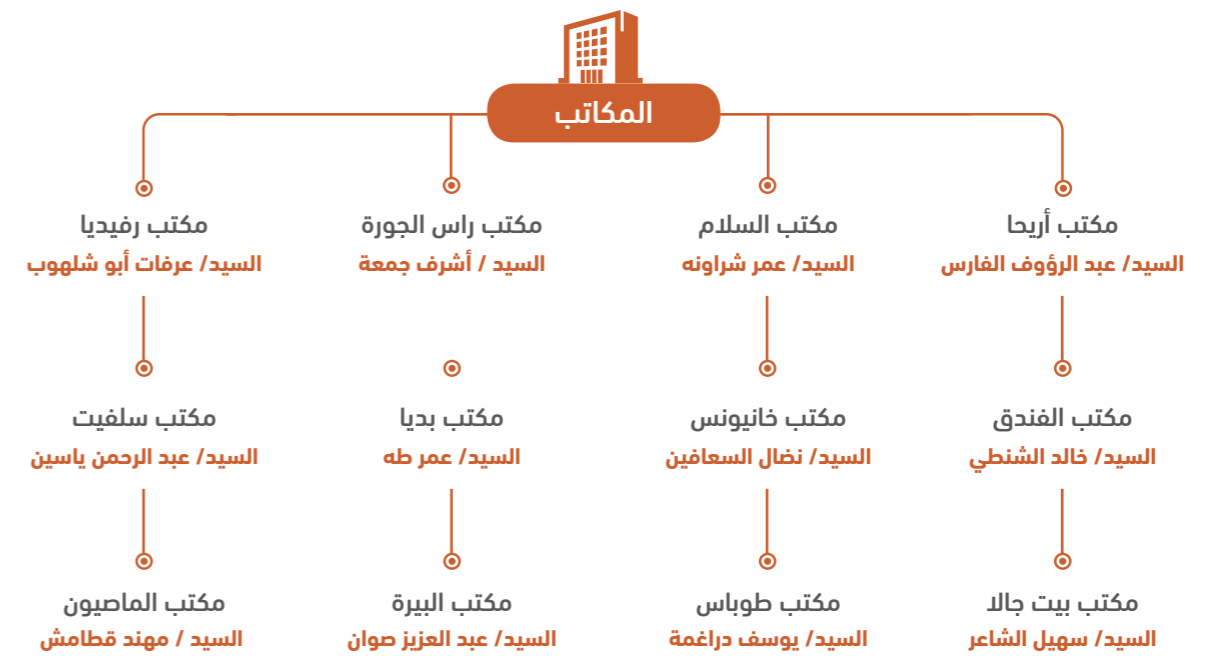 المكاتب
مكتب أريحا
السيد/ عبد الرؤوف الفارس
مكتب السلام
السيد/ عمر شراونه
مكتب راس الجورة
السيد / أشرف جمعة
مكتب رفيديا
السيد/ عرفات أبو شلهوب
مكتب الفندق
السيد/ خالد الشنطي
مكتب خانيونس
السيد/ نضال السعافين
مكتب بديا
السيد/ عمر طه
مكتب سلفيت
السيد/ عبد الرحمن ياسين
مكتب بيت جالا
السيد/ سهيل الشاعر
مكتب طوباس
السيد/ يوسف دراغمة
مكتب البيرة
السيد/ عبد العزيز صوان
مكتب الماصيون
السيد / مهند قطامش